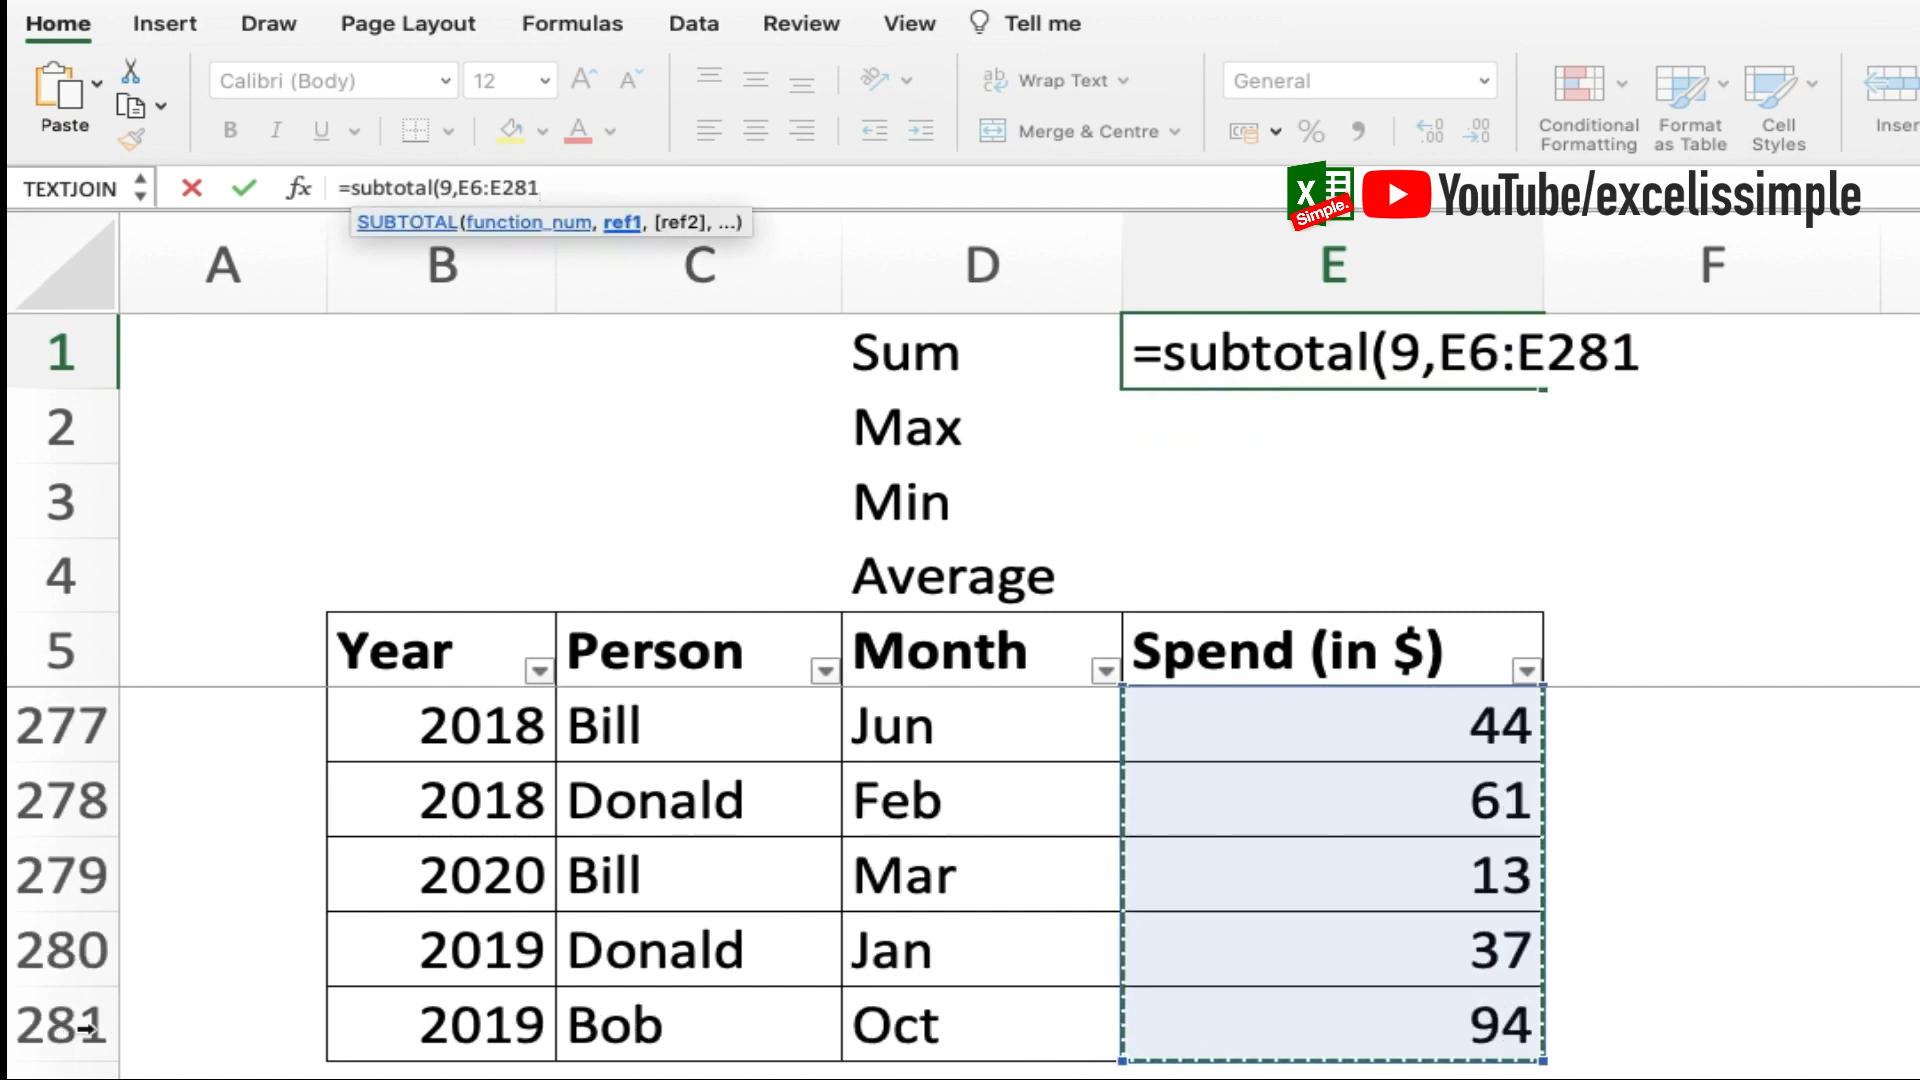 Home Insert Draw Page Layout Formulas Data Review View Tell me
Paste
Calibri (Body) 12
B I U A
ab Wrap Text
Merge & Centre
General
Conditional Formatting
Format as Table
Cell Styles
Inser
TEXTJOIN fx =subtotal(9,E6:E281
SUBTOTAL(function_num, ref1, [ref2], ...)
X Simple. YouTube/excelissimple
A B C D E F
1 Sum =subtotal(9,E6:E281
2 Max
3 Min
4 Average
5 Year Person Month Spend (in $)
277 2018 Bill Jun 44
278 2018 Donald Feb 61
279 2020 Bill Mar 13
280 2019 Donald Jan 37
281 2019 Bob Oct 94